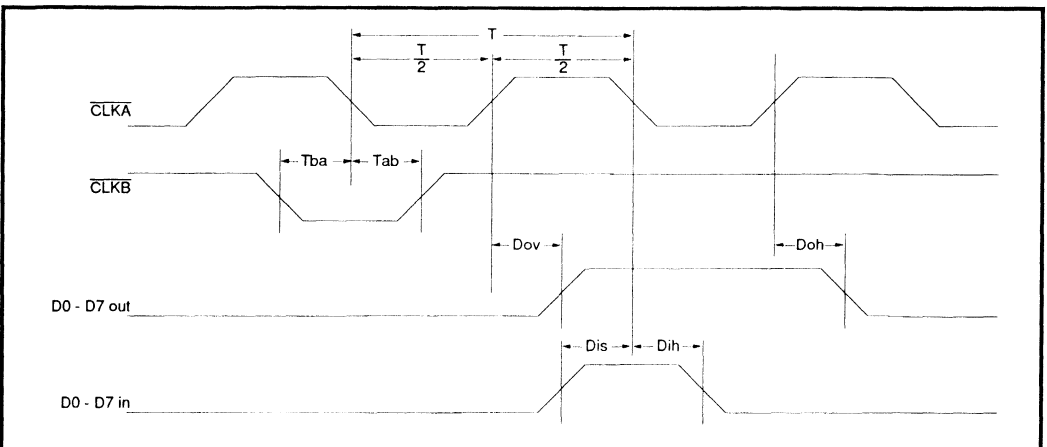 T
T
2
T
2
CLKA
Tba
Tab
CLKB
Dov
Doh
D0 - D7 out
Dis
Dih
D0 - D7 in